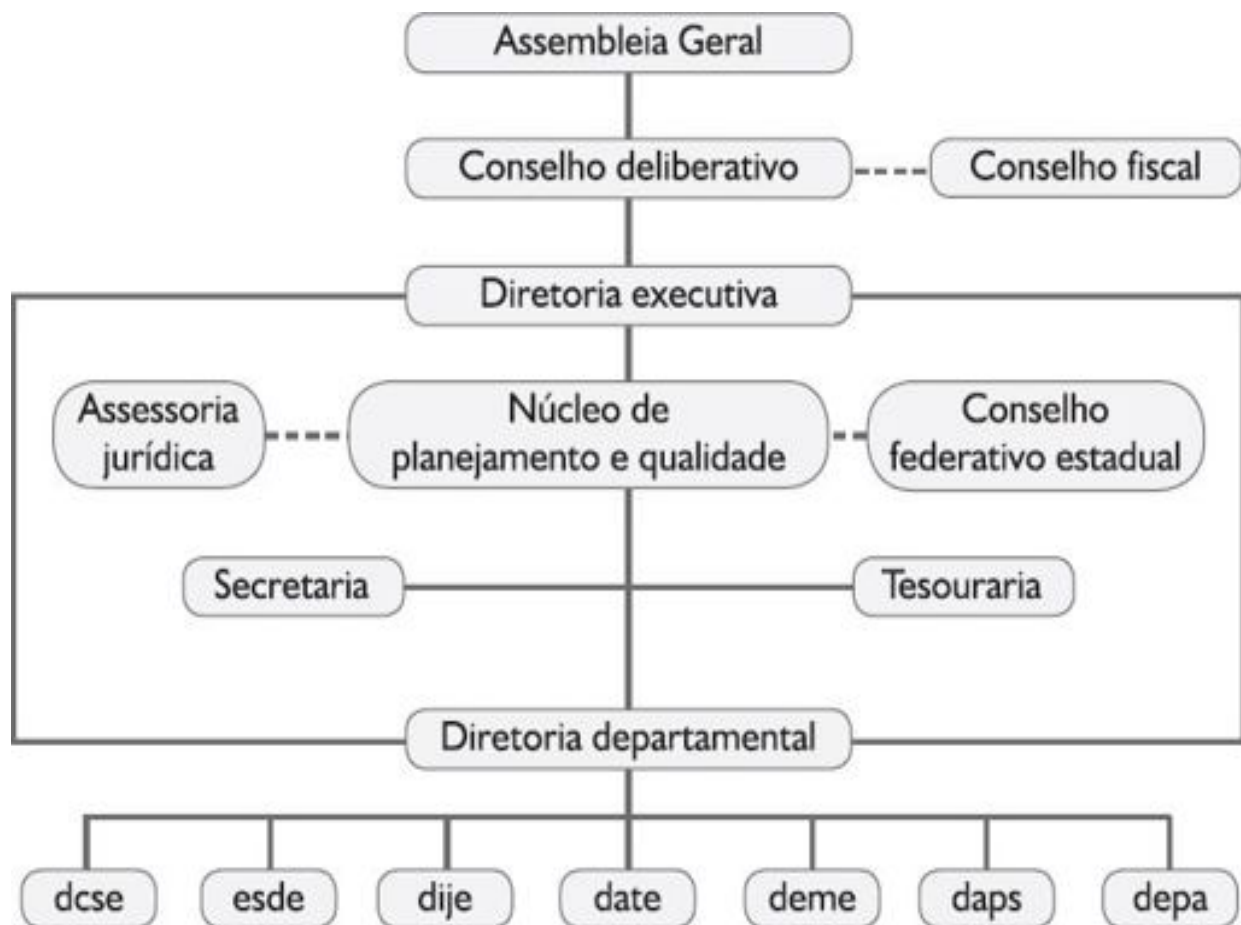 Assembleia Geral
Conselho deliberativo
Conselho fiscal
Diretoria executiva
Assessoria
jurídica
Núcleo de
planejamento e qualidade
Conselho
federativo estadual
Secretaria
Tesouraria
Diretoria departamental
dcse
esde
dije
date
deme
daps
depa